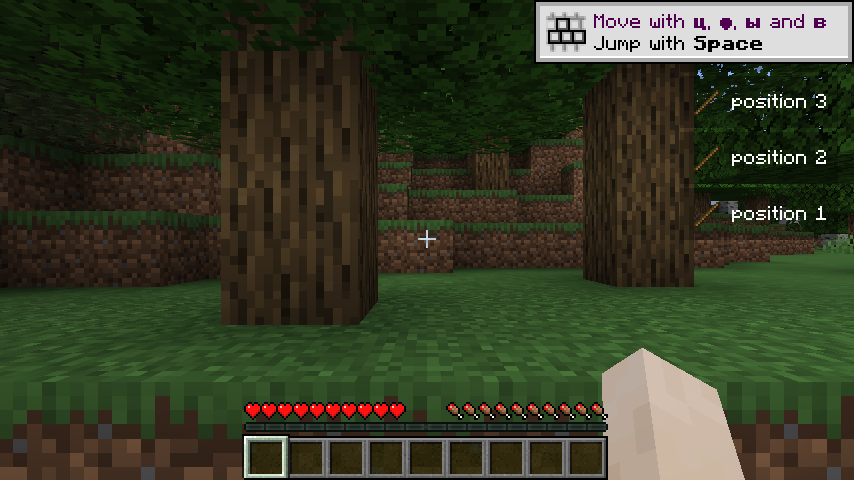 Move with ц, ф, ы and в
Jump with Space
position 3
position 2
position 1